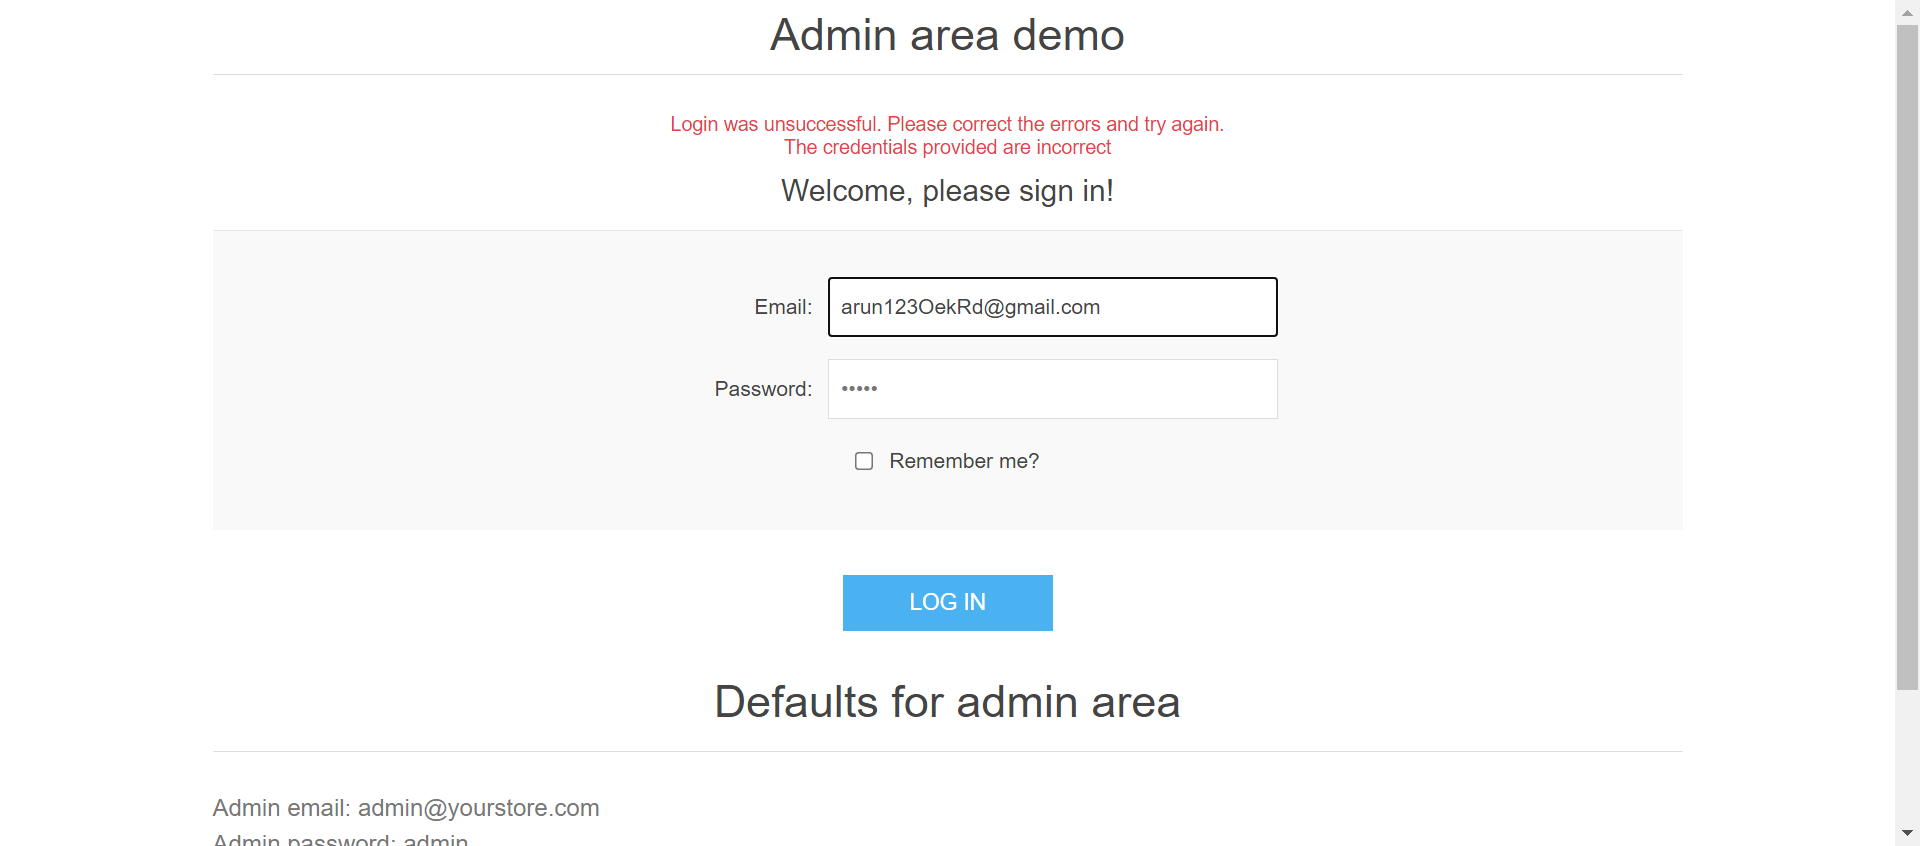 Admin area demo
Login was unsuccessful. Please correct the errors and try again.
The credentials provided are incorrect
Welcome, please sign in!
Email: arun123OekRd@gmail.com
Password: •••••
Remember me?
LOG IN
Defaults for admin area
Admin email: admin@yourstore.com
Admin password: admin